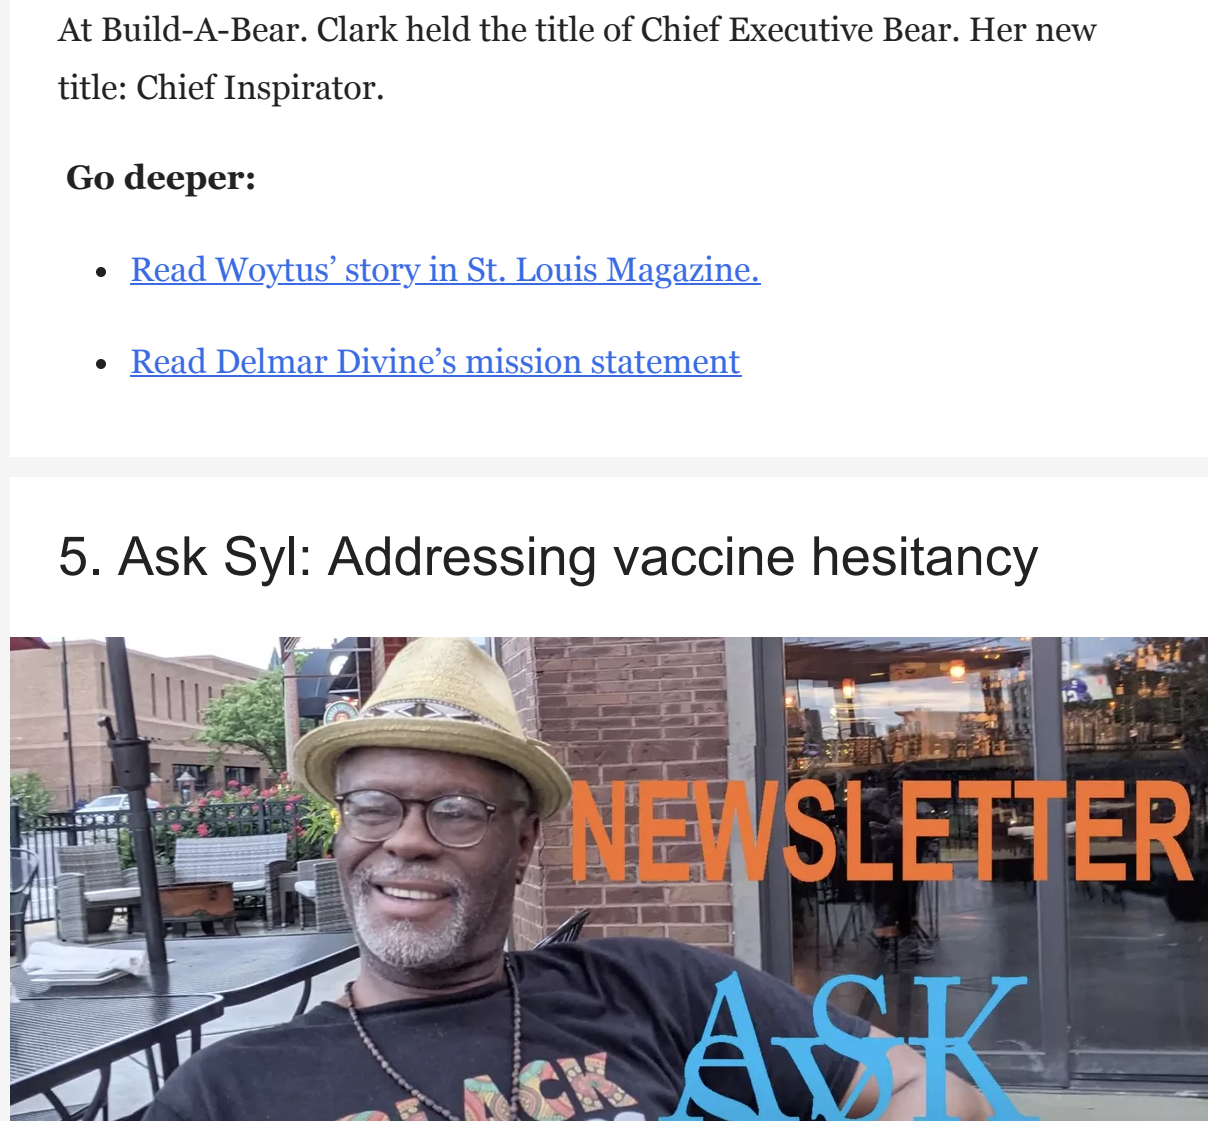 At Build-A-Bear. Clark held the title of Chief Executive Bear. Her new
title: Chief Inspirator.
Go deeper:
Read Woytus’ story in St. Louis Magazine.
Read Delmar Divine’s mission statement
5. Ask Syl: Addressing vaccine hesitancy
NEWSLETTER
ASK
BLACK